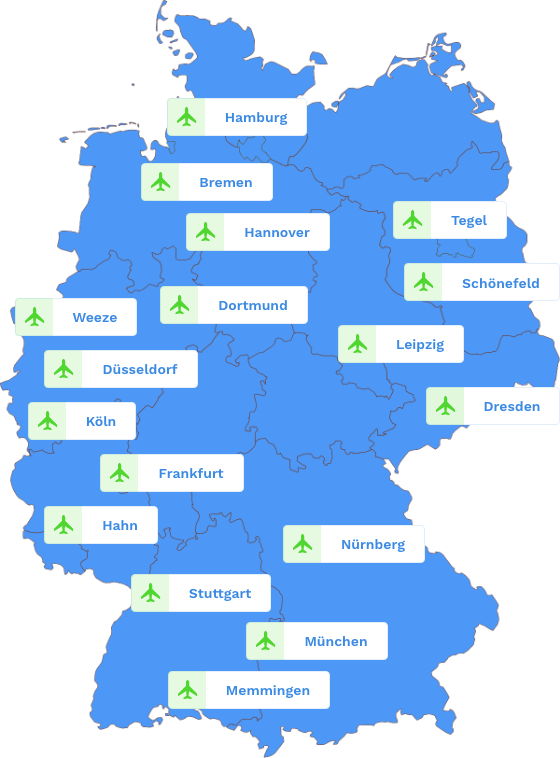 Hamburg
Bremen
Tegel
Hannover
Schönefeld
Dortmund
Weeze
Leipzig
Düsseldorf
Dresden
Köln
Frankfurt
Hahn
Nürnberg
Stuttgart
München
Memmingen